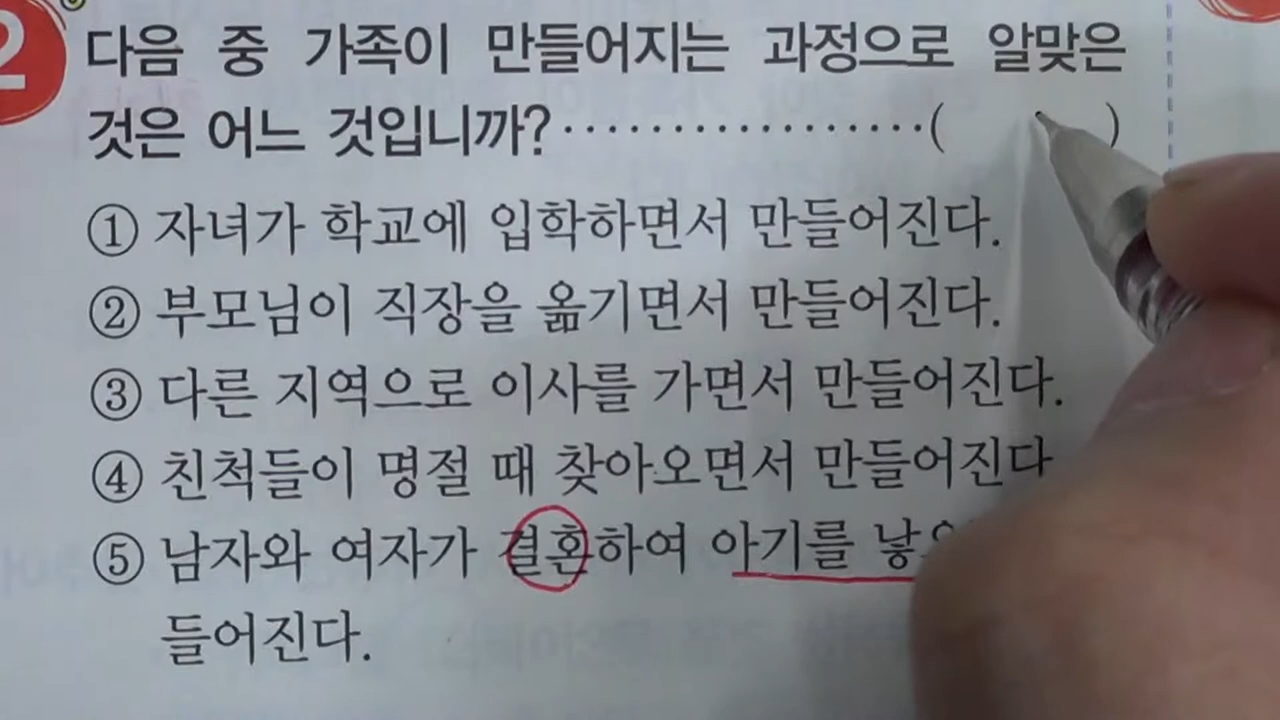 2 다음 중 가족이 만들어지는 과정으로 알맞은
것은 어느 것입니까?··················( )
① 자녀가 학교에 입학하면서 만들어진다.
② 부모님이 직장을 옮기면서 만들어진다.
③ 다른 지역으로 이사를 가면서 만들어진다.
④ 친척들이 명절 때 찾아오면서 만들어진다
⑤ 남자와 여자가 결혼하여 아기를
들어진다.